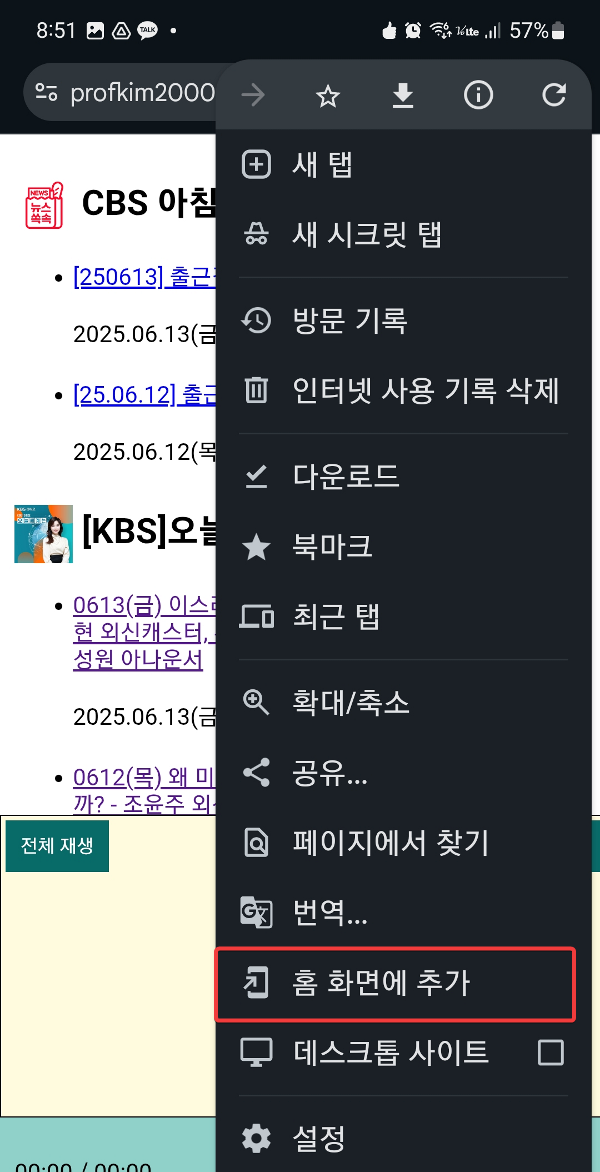 8:51
TALK
57%
profkim2000
NEWS
뉴스
쏙속
CBS 아침
새 탭
새 시크릿 탭
[250613] 출근
2025.06.13(금
방문 기록
[25.06.12] 출근
인터넷 사용 기록 삭제
2025.06.12(목
다운로드
[KBS]오늘
북마크
0613(금) 이스라
현 외신캐스터,
성원 아나운서
최근 탭
2025.06.13(금
확대/축소
0612(목) 왜 미
까? - 조윤주 외신
공유...
전체 재생
페이지에서 찾기
번역...
홈 화면에 추가
데스크톱 사이트
설정
00:00 / 00:00